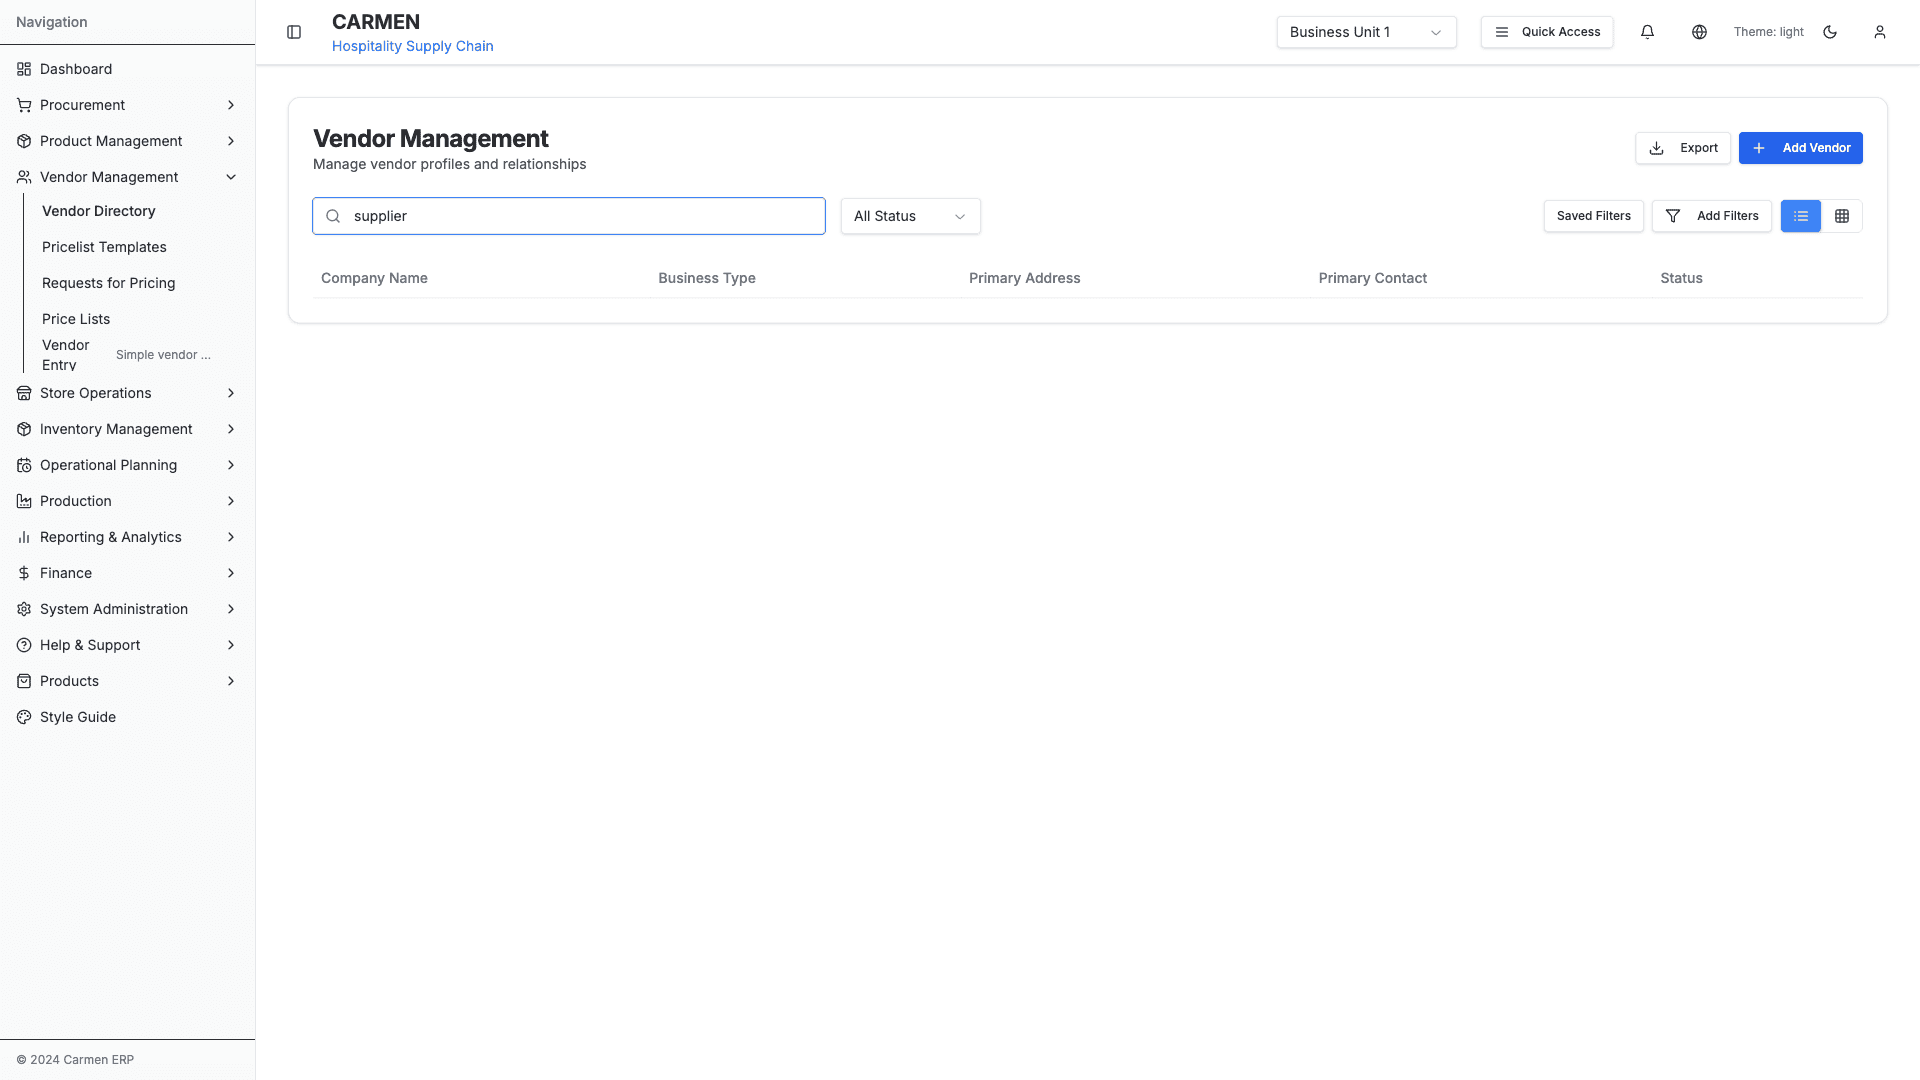 Navigation
Dashboard
Procurement
Product Management
Vendor Management
Vendor Directory
Pricelist Templates
Requests for Pricing
Price Lists
Vendor Entry
Simple vendor ...
Store Operations
Inventory Management
Operational Planning
Production
Reporting & Analytics
Finance
System Administration
Help & Support
Products
Style Guide
© 2024 Carmen ERP
CARMEN
Hospitality Supply Chain
Business Unit 1
Quick Access
Theme: light
Vendor Management
Manage vendor profiles and relationships
Export
Add Vendor
supplier
All Status
Saved Filters
Add Filters
Company Name
Business Type
Primary Address
Primary Contact
Status